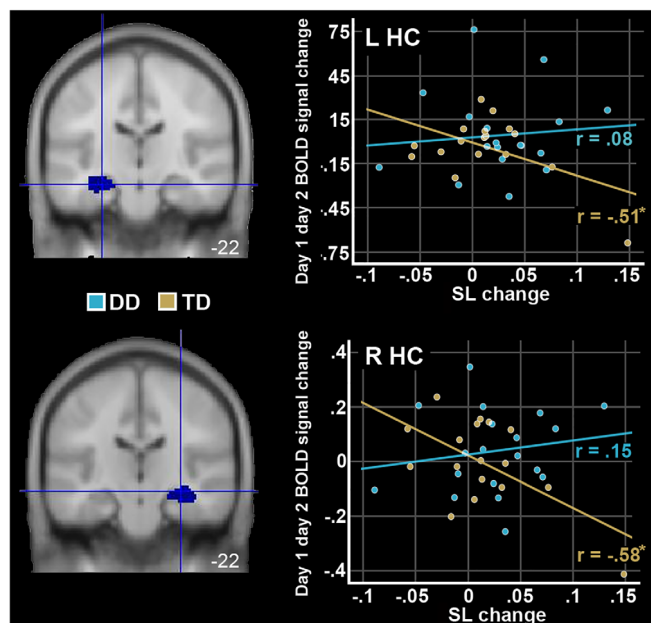 L HC
Day 1 day 2 BOLD signal change
.75
.45
.15
-.15
-.45
.75
r = .08
r = -.51*
-.1
-.05
0
.05
.1
.15
SL change
-22
DD
TD
R HC
Day 1 day 2 BOLD signal change
.4
.2
0
-.2
-.4
r = .15
r = -.58*
-.1
-.05
0
.05
.1
.15
SL change
-22